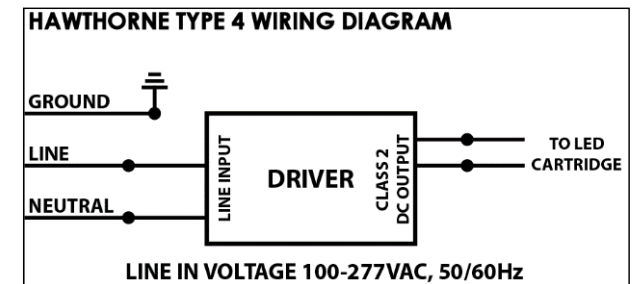 HAWTHORNE TYPE 4 WIRING DIAGRAM
GROUND
LINE
NEUTRAL
LINE INPUT
DRIVER
CLASS 2
DC OUTPUT
TO LED
CARTRIDGE
LINE IN VOLTAGE 100-277VAC, 50/60Hz